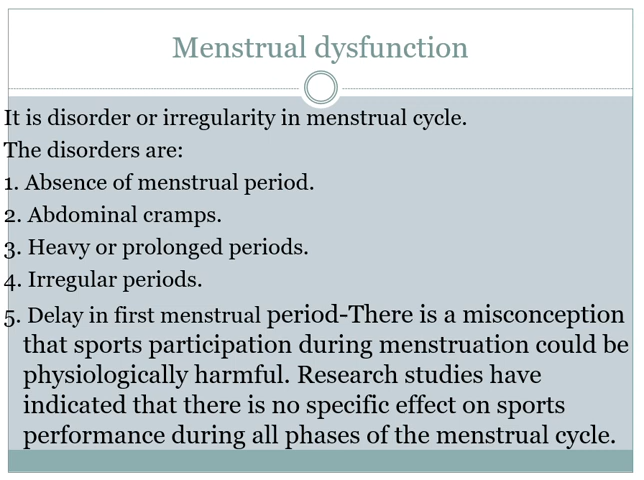 Menstrual dysfunction
It is disorder or irregularity in menstrual cycle.
The disorders are:
1. Absence of menstrual period.
2. Abdominal cramps.
3. Heavy or prolonged periods.
4. Irregular periods.
5. Delay in first menstrual period-There is a misconception
that sports participation during menstruation could be
physiologically harmful. Research studies have
indicated that there is no specific effect on sports
performance during all phases of the menstrual cycle.